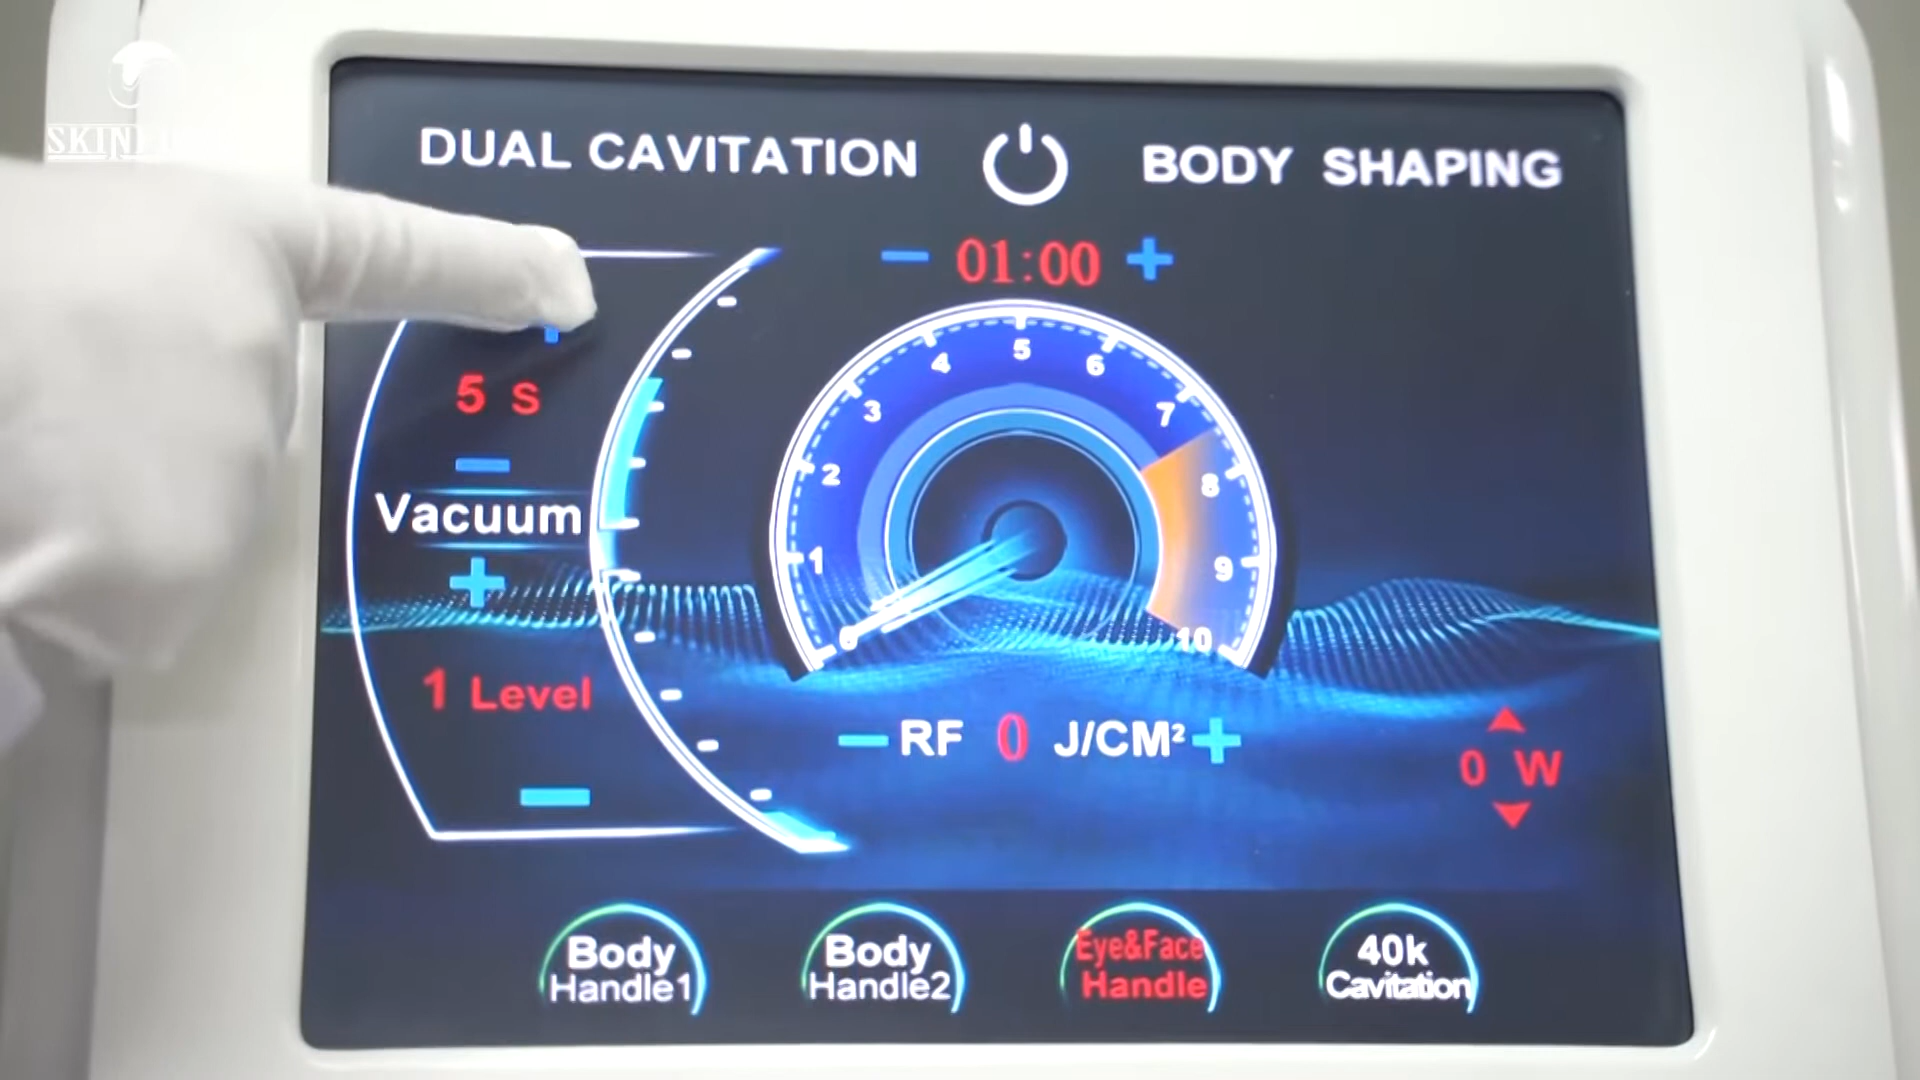 DUAL CAVITATION
BODY SHAPING
− 01:00 +
+
5 S
−
Vacuum
+
1 Level
−
0
1
2
3
4
5
6
7
8
9
10
− RF 0 J/CM² +
0 W
Body
Handle1
Body
Handle2
Eye&Face
Handle
40k
Cavitation